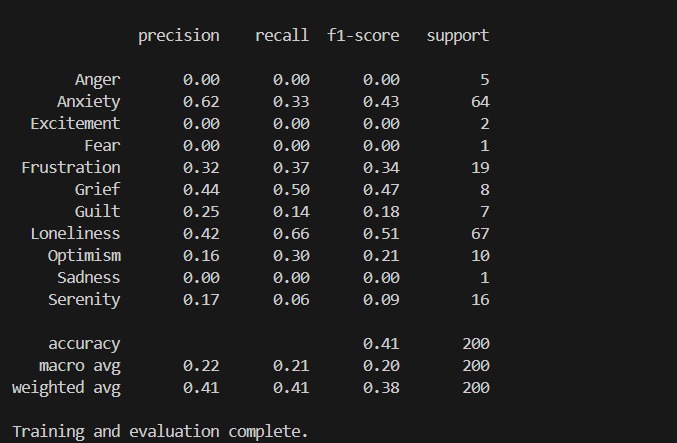 precision recall f1-score support
Anger 0.00 0.00 0.00 5
Anxiety 0.62 0.33 0.43 64
Excitement 0.00 0.00 0.00 2
Fear 0.00 0.00 0.00 1
Frustration 0.32 0.37 0.34 19
Grief 0.44 0.50 0.47 8
Guilt 0.25 0.14 0.18 7
Loneliness 0.42 0.66 0.51 67
Optimism 0.16 0.30 0.21 10
Sadness 0.00 0.00 0.00 1
Serenity 0.17 0.06 0.09 16
accuracy 0.41 200
macro avg 0.22 0.21 0.20 200
weighted avg 0.41 0.41 0.38 200
Training and evaluation complete.